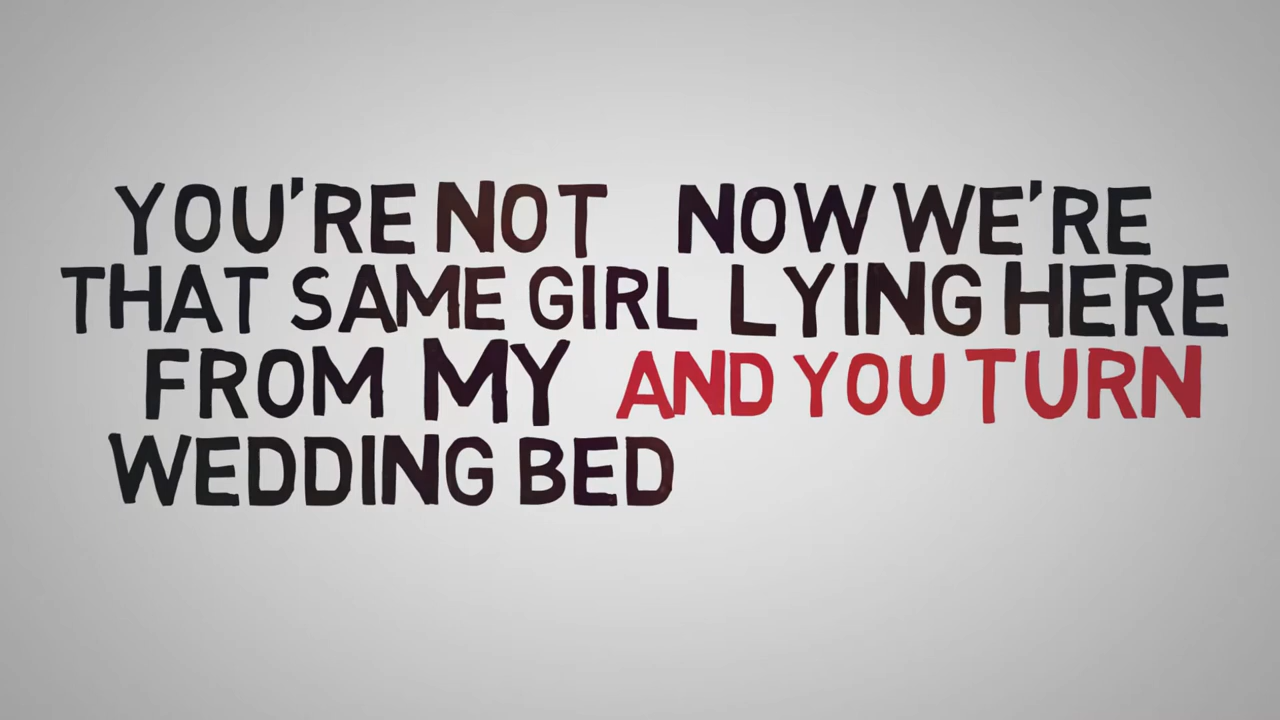 YOU'RE NOT
THAT SAME GIRL
FROM MY
WEDDING BED
NOW WE'RE
LYING HERE
AND YOU TURN